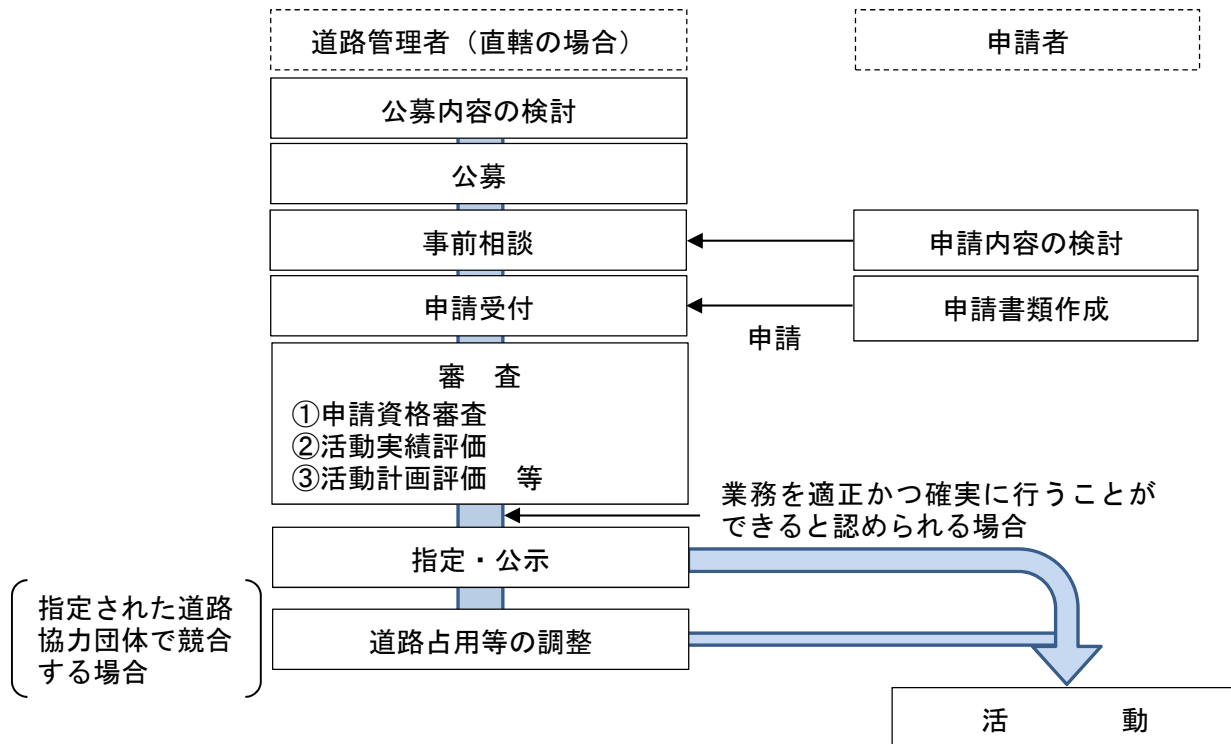 道路管理者（直轄の場合）
申請者
公募内容の検討
公募
事前相談
申請内容の検討
申請受付
申請書類作成
申請
審　査
①申請資格審査
②活動実績評価
③活動計画評価　等
業務を適正かつ確実に行うことが
できると認められる場合
指定・公示
指定された道路
協力団体で競合
する場合
道路占用等の調整
活　　　動